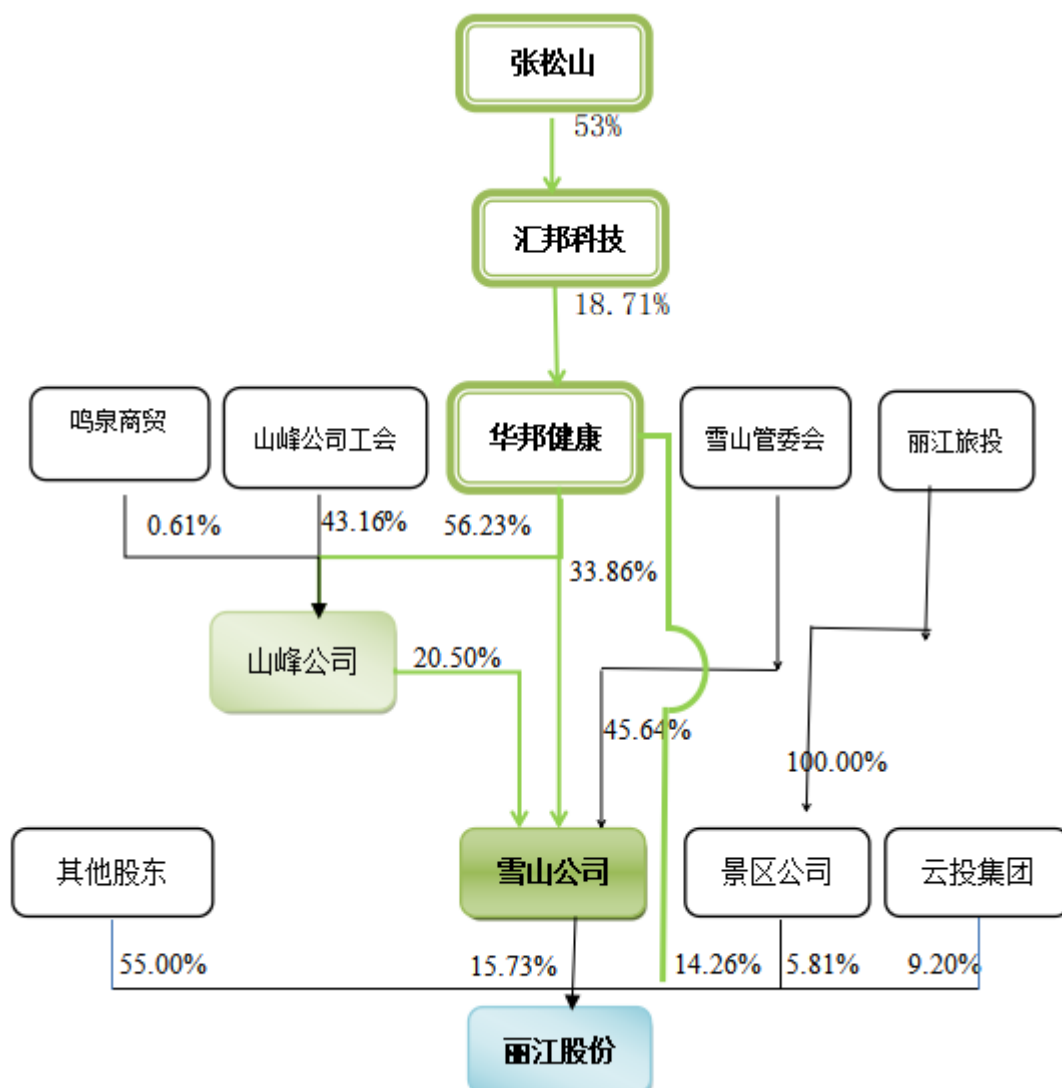 张松山
53%
汇邦科技
18.71%
鸣泉商贸
山峰公司工会
华邦健康
雪山管委会
丽江旅投
0.61%
43.16%
56.23%
33.86%
山峰公司
20.50%
45.64%
100.00%
其他股东
雪山公司
景区公司
云投集团
55.00%
15.73%
14.26%
5.81%
9.20%
丽江股份